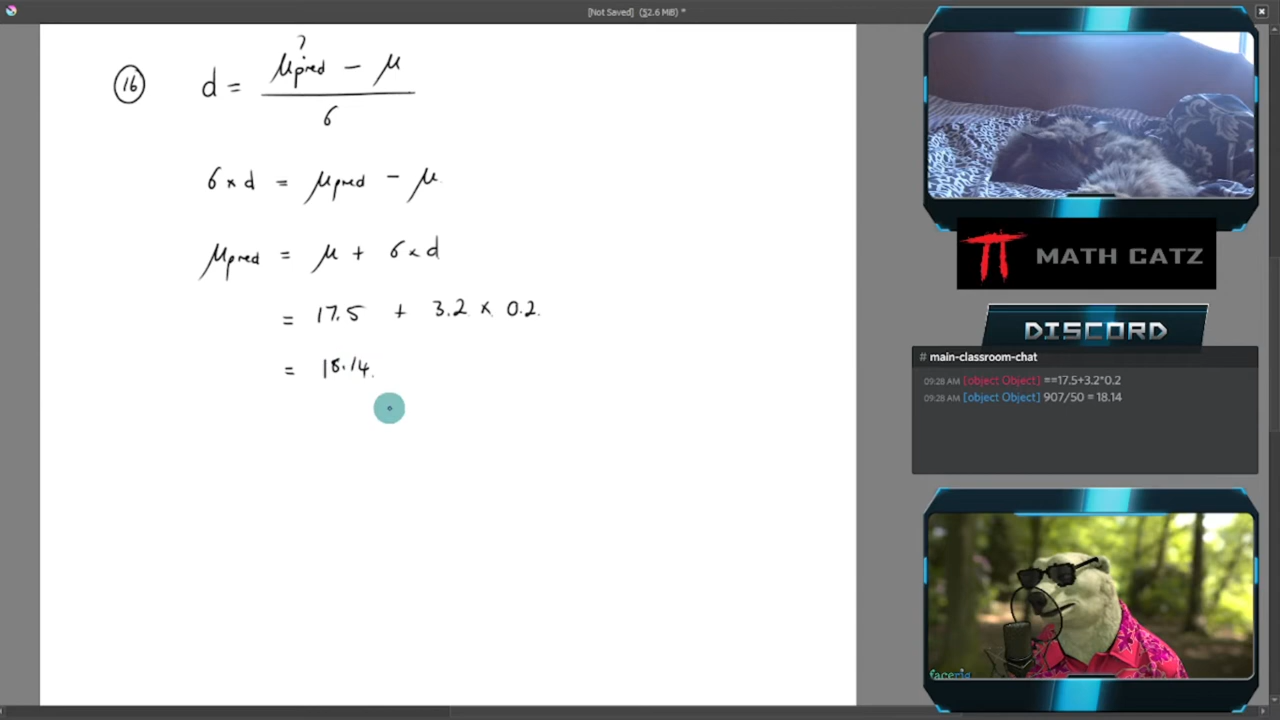 [Not Saved] (32.6 MiB) *
?
16 d = μpred − μ
σ
σ × d = μpred − μ
μpred = μ + σ × d
= 17.5 + 3.2 × 0.2
= 18.14
MATH CATZ
DISCORD
# main-classroom-chat
09:28 AM [object Object] ==17.5+3.2*0.2
09:28 AM [object Object] 907/50 = 18.14
facerig